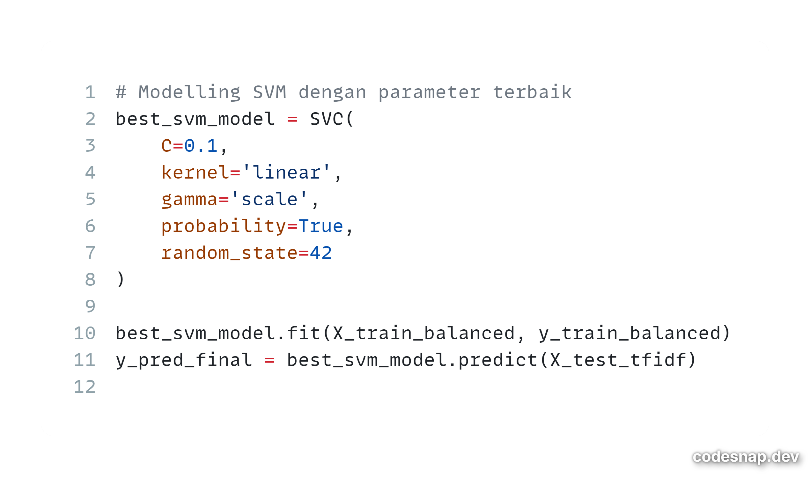 1 # Modelling SVM dengan parameter terbaik
2 best_svm_model = SVC(
3     C=0.1,
4     kernel='linear',
5     gamma='scale',
6     probability=True,
7     random_state=42
8 )
9
10 best_svm_model.fit(X_train_balanced, y_train_balanced)
11 y_pred_final = best_svm_model.predict(X_test_tfidf)
12
codesnap.dev